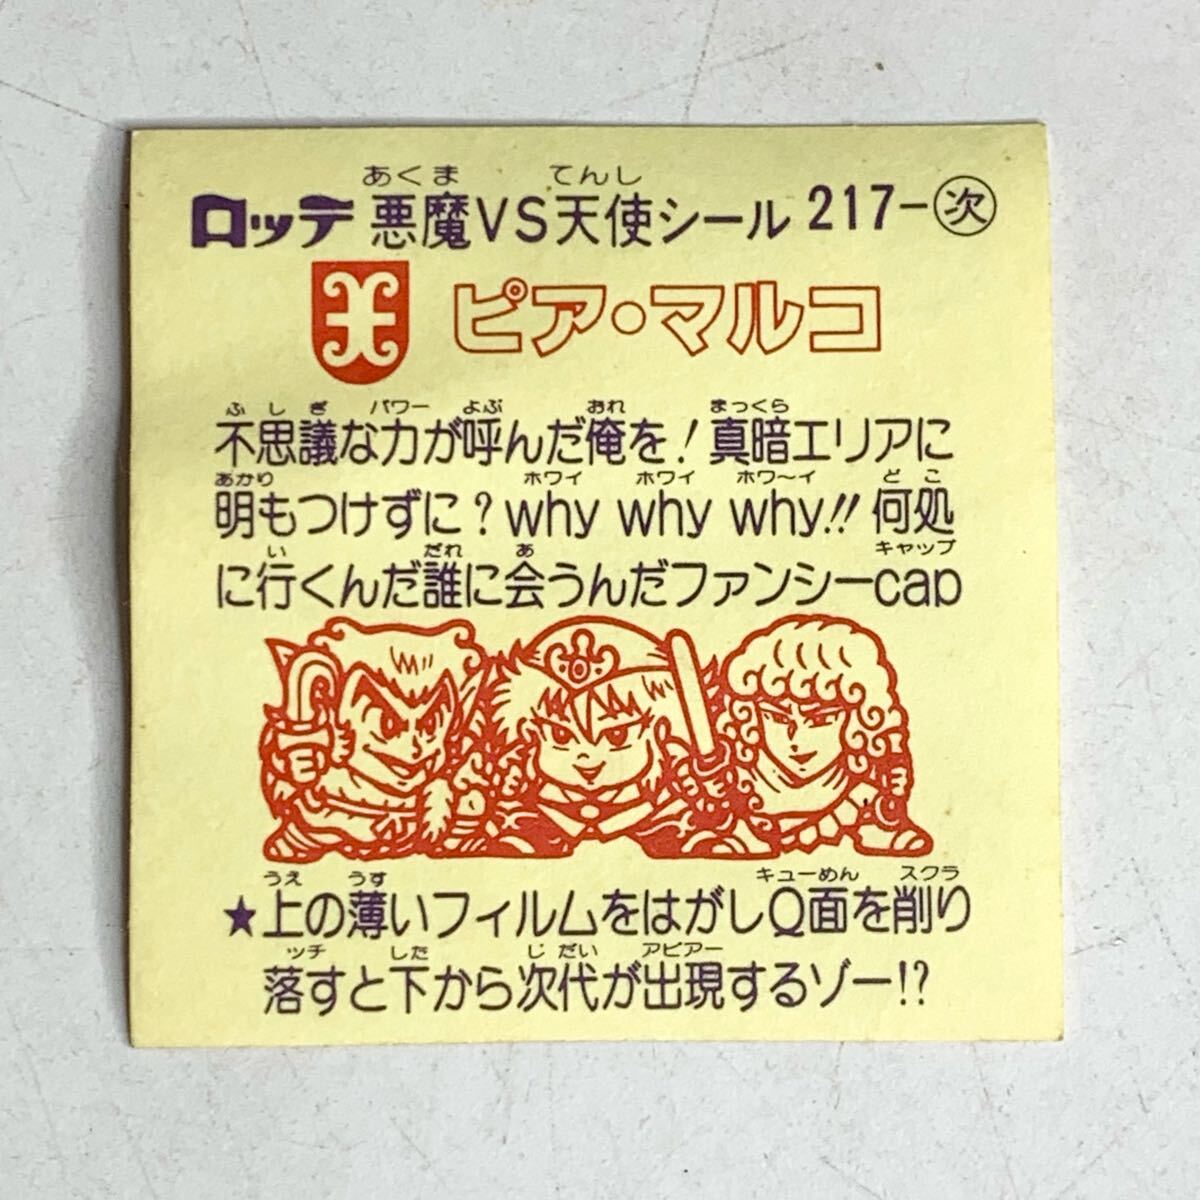 あくま てんし
ロッテ 悪魔VS天使シール 217-㊋
ピア・マルコ
ふしぎ パワー よぶ おれ まっくら
不思議な力が呼んだ俺を!真暗エリアに
あかり ホワイ ホワイ ホワ〜イ どこ
明もつけずに?why why why!!何処
い だれ あ キャップ
に行くんだ誰に会うんだファンシーcap
うえ うす キューめん スクラ
★上の薄いフィルムをはがしQ面を削り
ッチ した じだい アピアー
落すと下から次代が出現するゾー!?